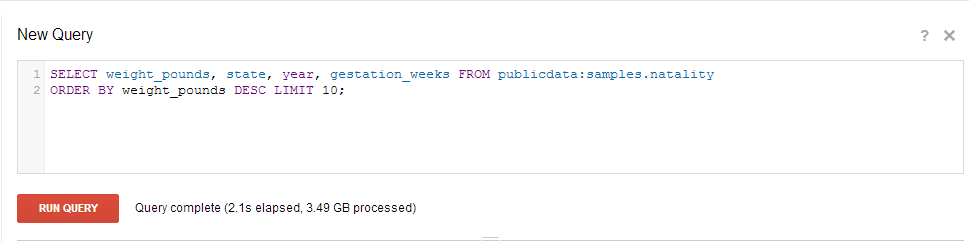 New Query ? ×
1 SELECT weight_pounds, state, year, gestation_weeks FROM publicdata:samples.natality
2 ORDER BY weight_pounds DESC LIMIT 10;
RUN QUERY Query complete (2.1s elapsed, 3.49 GB processed)